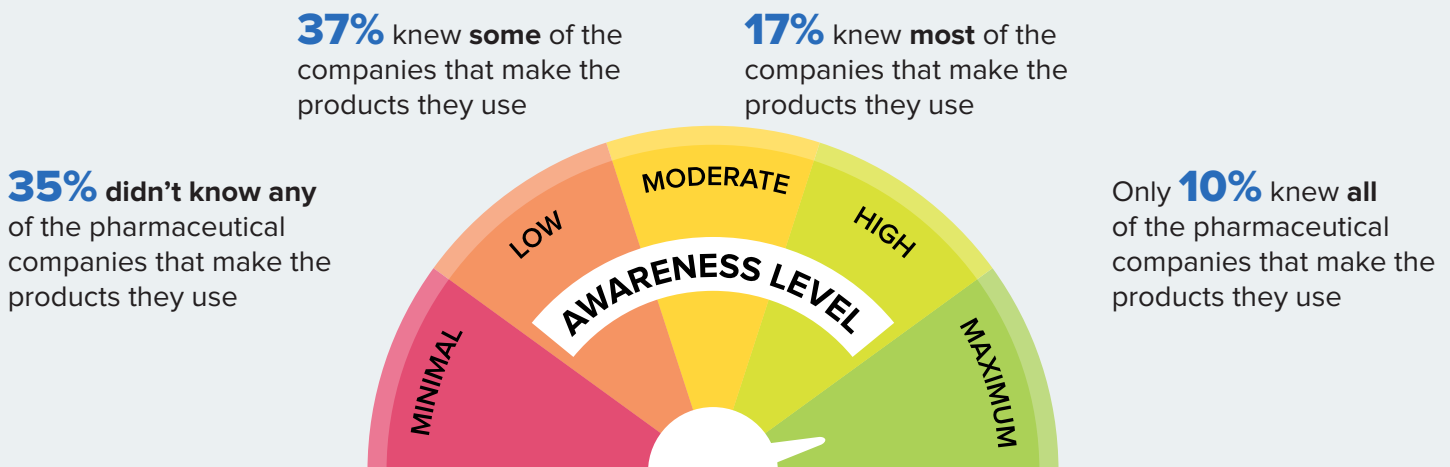 37% knew some of the
companies that make the
products they use
17% knew most of the
companies that make the
products they use
35% didn’t know any
of the pharmaceutical
companies that make the
products they use
Only 10% knew all
of the pharmaceutical
companies that make the
products they use
MINIMAL
LOW
MODERATE
HIGH
MAXIMUM
AWARENESS LEVEL